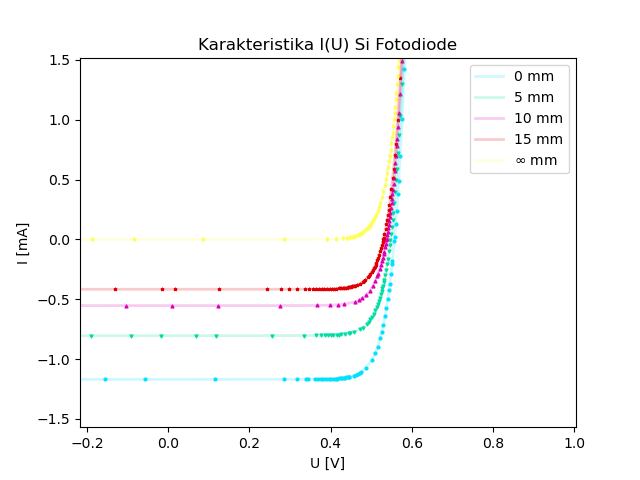 Karakteristika I(U) Si Fotodiode
1.5
1.0
0.5
0.0
−0.5
−1.0
−1.5
I [mA]
−0.2
0.0
0.2
0.4
0.6
0.8
1.0
U [V]
0 mm
5 mm
10 mm
15 mm
∞ mm